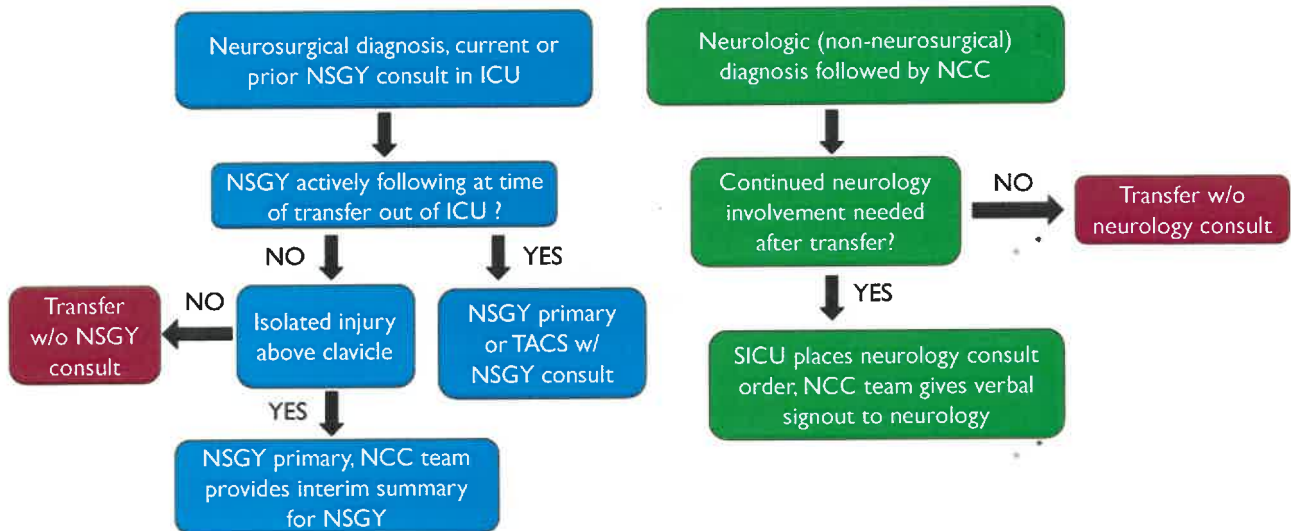 Neurosurgical diagnosis, current or
prior NSGY consult in ICU
NSGY actively following at time
of transfer out of ICU ?
NO
YES
NO
Transfer
w/o NSGY
consult
Isolated injury
above clavicle
NSGY primary
or TACS w/
NSGY consult
YES
NSGY primary, NCC team
provides interim summary
for NSGY
Neurologic (non-neurosurgical)
diagnosis followed by NCC
Continued neurology
involvement needed
after transfer?
NO
Transfer w/o
neurology consult
YES
SICU places neurology consult
order, NCC team gives verbal
signout to neurology